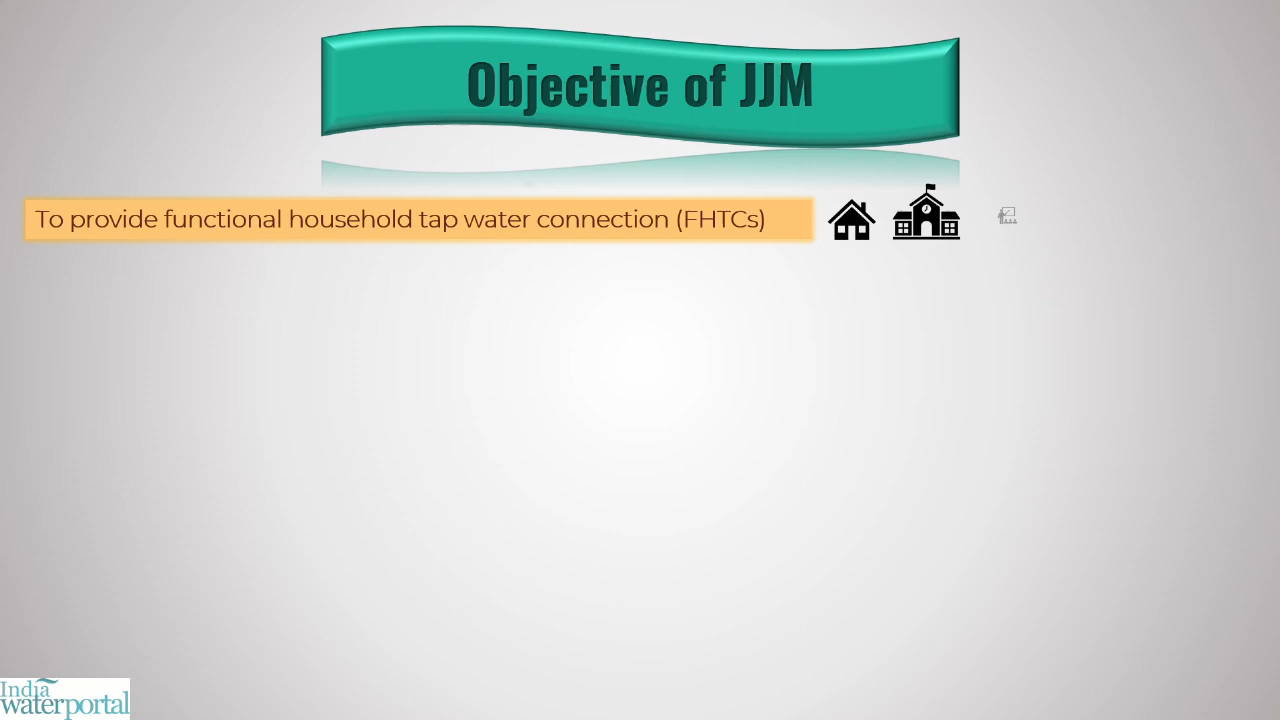 Objective of JJM
To provide functional household tap water connection (FHTCs)
India
waterportal